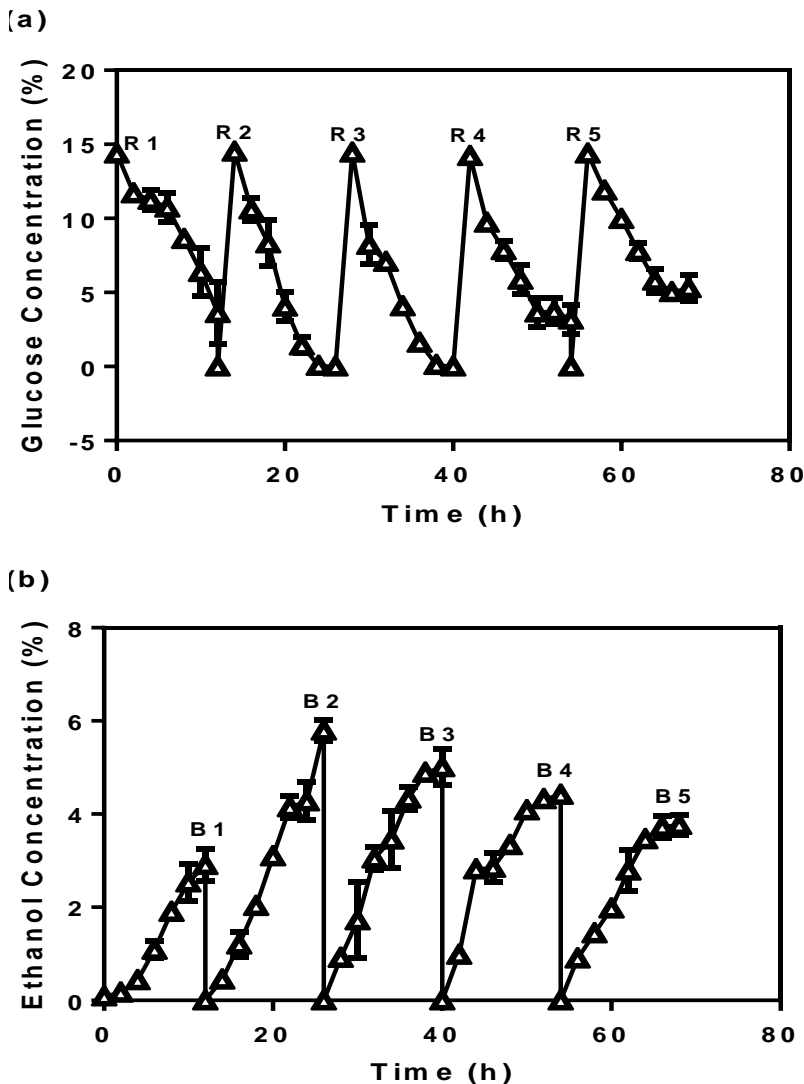 (a)
Glucose Concentration (%)
20
15
10
5
0
-5
R1
R2
R3
R4
R5
0
20
40
60
80
Time (h)
(b)
Ethanol Concentration (%)
8
6
4
2
0
B1
B2
B3
B4
B5
0
20
40
60
80
Time (h)